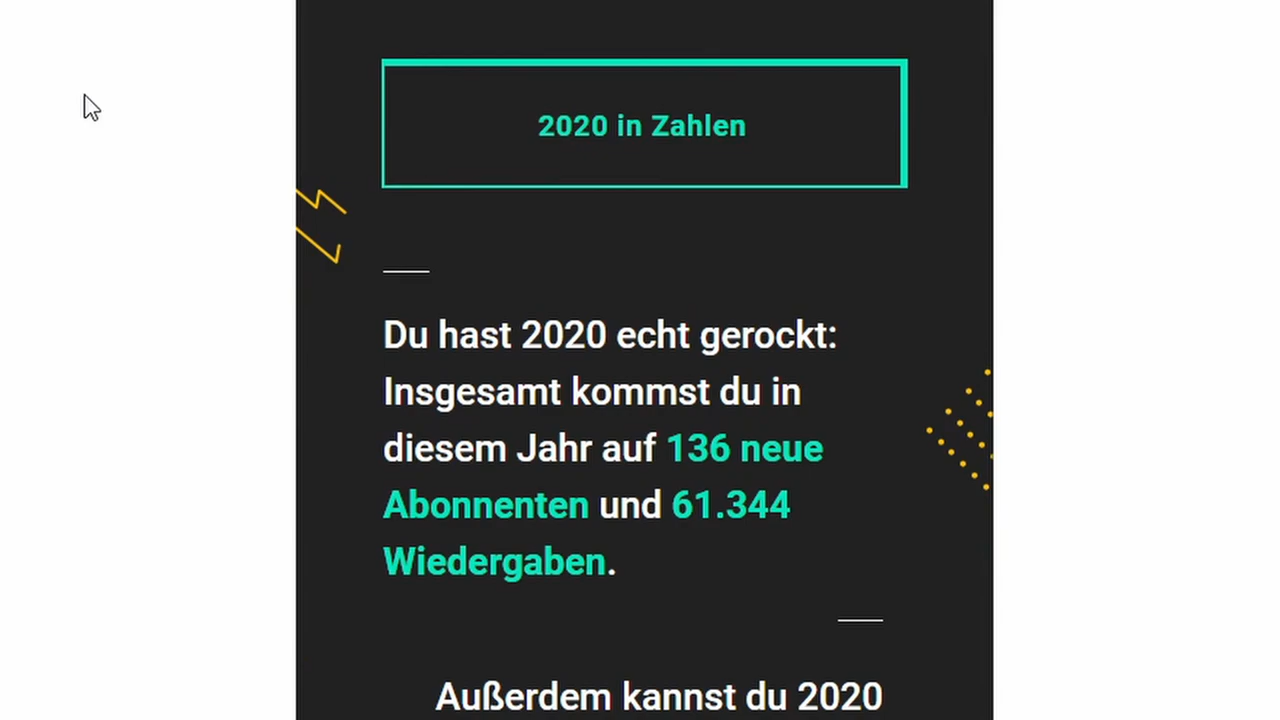 2020 in Zahlen
Du hast 2020 echt gerockt:
Insgesamt kommst du in
diesem Jahr auf 136 neue
Abonnenten und 61.344
Wiedergaben.
Außerdem kannst du 2020